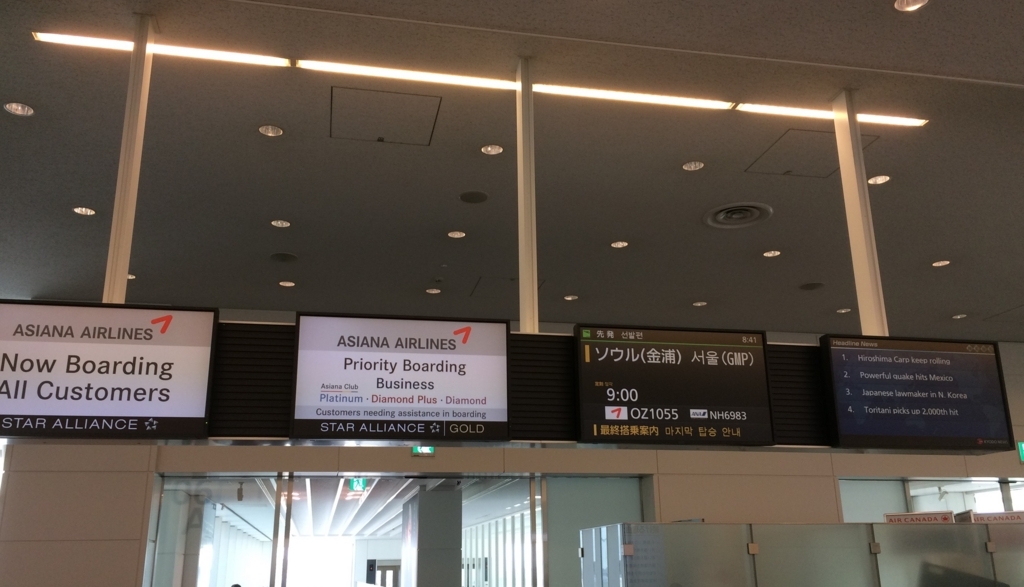 ASIANA AIRLINES
Now Boarding
All Customers
STAR ALLIANCE
ASIANA AIRLINES
Priority Boarding
Business
Asiana Club
Platinum · Diamond Plus · Diamond
Customers needing assistance in boarding
STAR ALLIANCE GOLD
先発 선발편 8:41
ソウル(金浦) 서울(GMP)
9:00
OZ1055 ANA NH6983
最終搭乗案内 마지막 탑승 안내
Headline News
1. Hiroshima Carp keep rolling
2. Powerful quake hits Mexico
3. Japanese lawmaker in N. Korea
4. Toritani picks up 2,000th hit
AIR CANADA
AIR CANADA